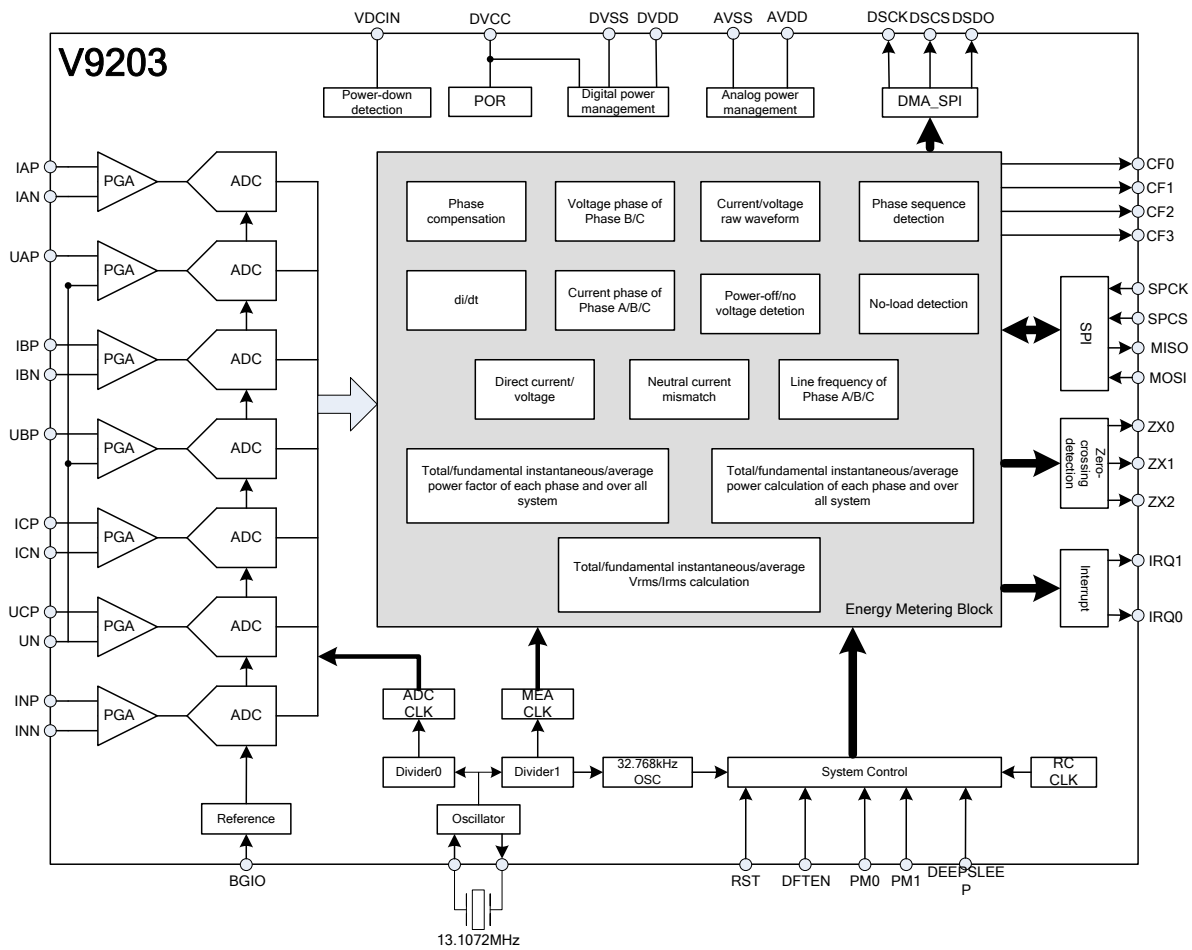 VDCIN
DVCC
DVSS
DVDD
AVSS
AVDD
DSCK
DSCS
DSDO
V9203
Power-down
detection
POR
Digital power
management
Analog power
management
DMA_SPI
IAP
IAN
PGA
ADC
UAP
PGA
ADC
IBP
IBN
PGA
ADC
UBP
PGA
ADC
ICP
ICN
PGA
ADC
UCP
UN
PGA
ADC
INP
INN
PGA
ADC
Phase
compensation
Voltage phase of
Phase B/C
Current/voltage
raw waveform
Phase sequence
detection
di/dt
Current phase of
Phase A/B/C
Power-off/no
voltage detetion
No-load detection
Direct current/
voltage
Neutral current
mismatch
Line frequency of
Phase A/B/C
Total/fundamental instantaneous/average
power factor of each phase and over all
system
Total/fundamental instantaneous/average
power calculation of each phase and over
all system
Total/fundamental instantaneous/average
Vrms/Irms calculation
Energy Metering Block
CF0
CF1
CF2
CF3
SPI
SPCK
SPCS
MISO
MOSI
Zero-
crossing
detection
ZX0
ZX1
ZX2
Interrupt
IRQ1
IRQ0
ADC
CLK
MEA
CLK
Divider0
Divider1
32.768kHz
OSC
System Control
RC
CLK
Reference
Oscillator
BGIO
13.1072MHz
RST
DFTEN
PM0
PM1
DEEPSLEE
P